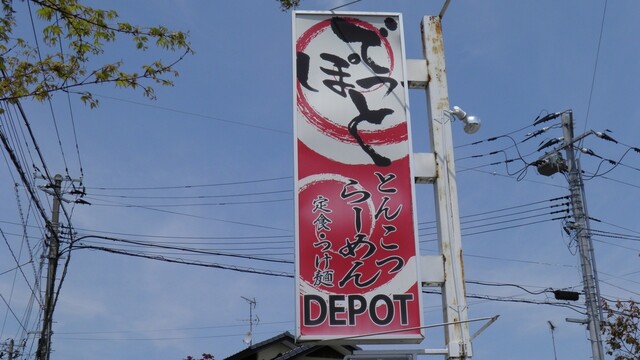 でっとぽ
とんこつ
らーめん
定食・つけ麺
DEPOT